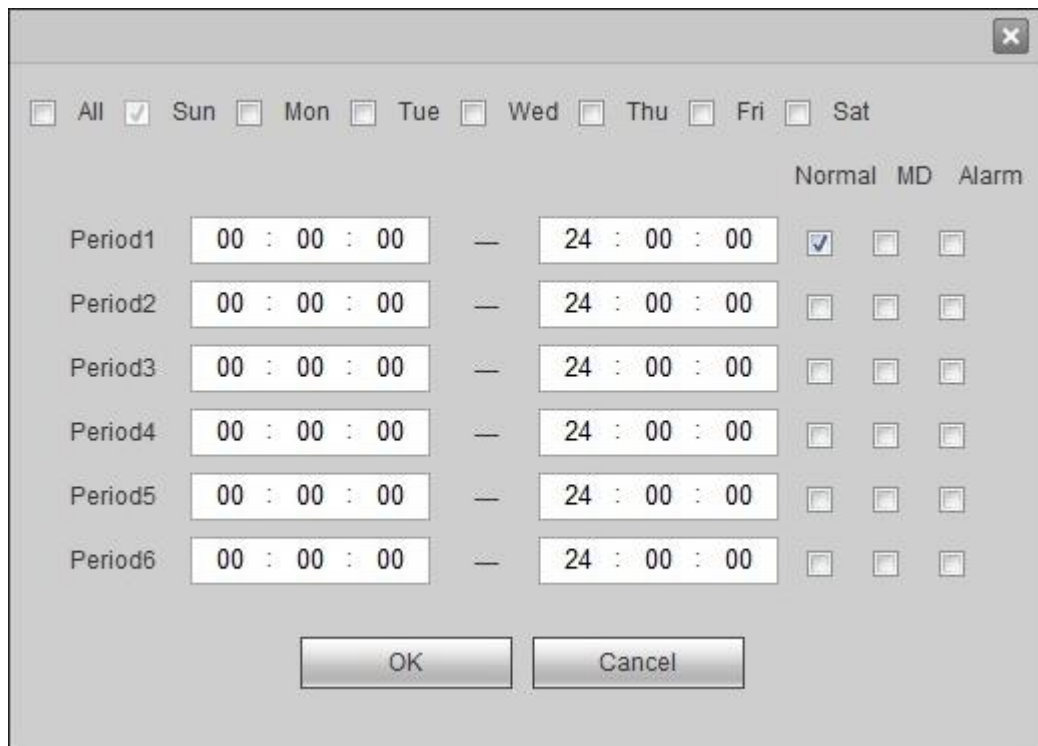 All Sun Mon Tue Wed Thu Fri Sat
Normal MD Alarm
Period1 00 : 00 : 00 — 24 : 00 : 00
Period2 00 : 00 : 00 — 24 : 00 : 00
Period3 00 : 00 : 00 — 24 : 00 : 00
Period4 00 : 00 : 00 — 24 : 00 : 00
Period5 00 : 00 : 00 — 24 : 00 : 00
Period6 00 : 00 : 00 — 24 : 00 : 00
OK Cancel